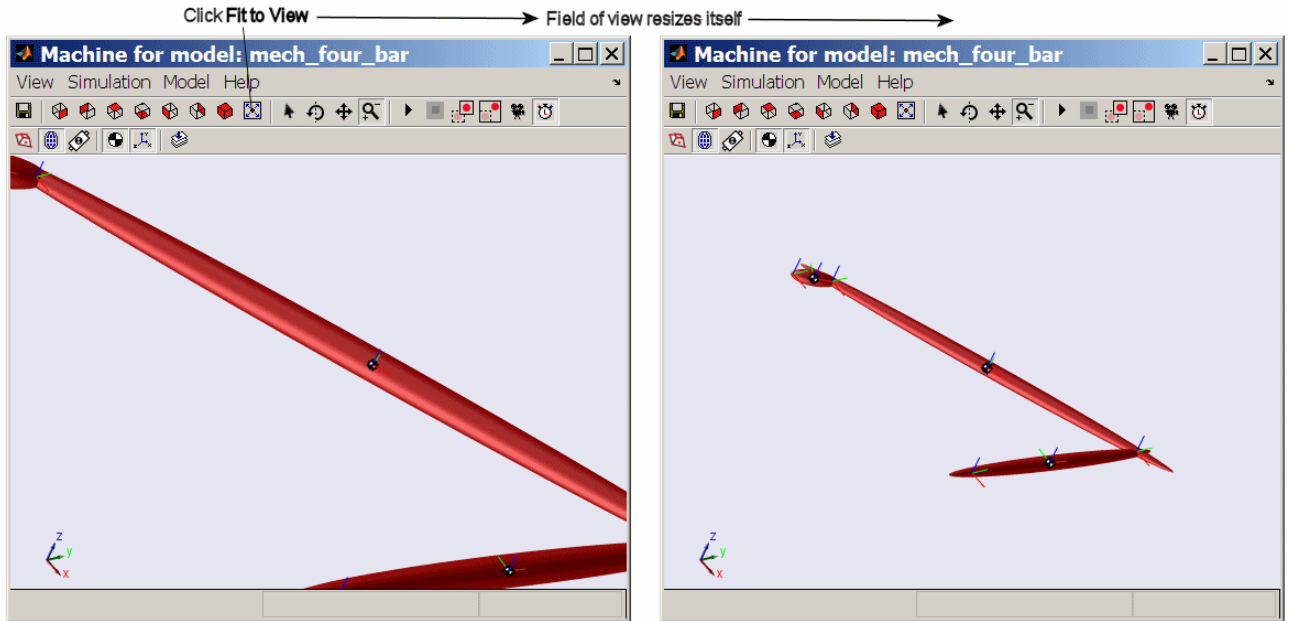 Click Fit to View
Field of view resizes itself
Machine for model: mech_four_bar
View Simulation Model Help
z
y
x
Machine for model: mech_four_bar
View Simulation Model Help
z
y
x